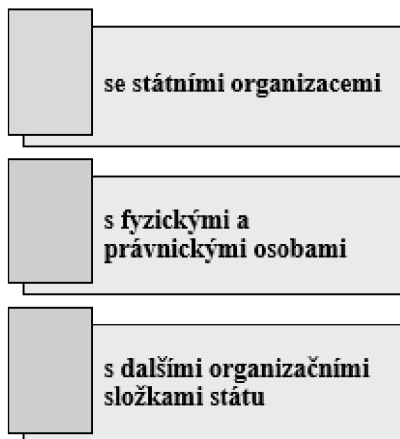 se státními organizacemi
s fyzickými a
právnickými osobami
s dalšími organizačními
složkami státu